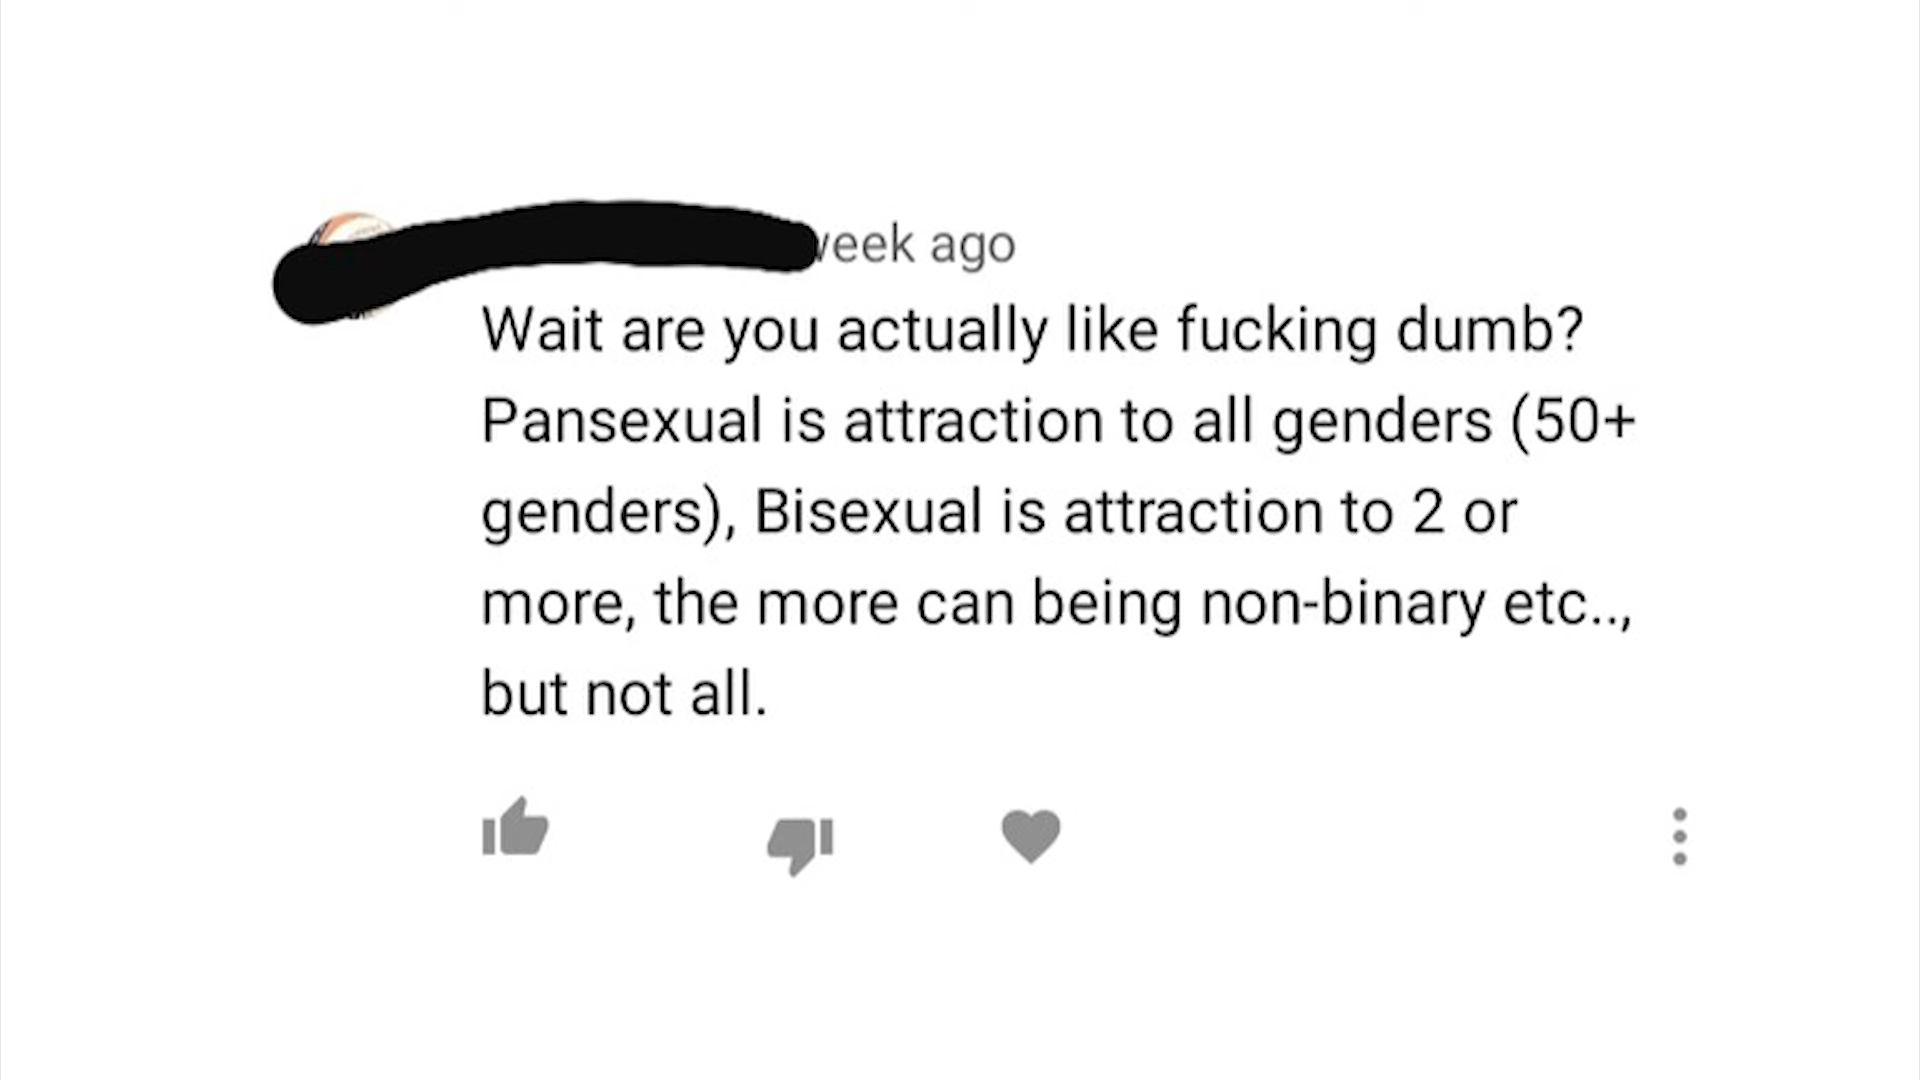 eek ago
Wait are you actually like fucking dumb?
Pansexual is attraction to all genders (50+
genders), Bisexual is attraction to 2 or
more, the more can being non-binary etc..,
but not all.